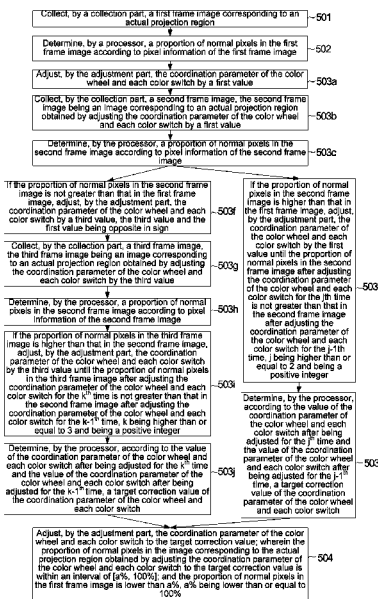 Collect, by a collection part, a first frame image corresponding to an
actual projection region
501
Determine, by a processor, a proportion of normal pixels in the first
frame image according to pixel information of the first frame image
502
Adjust, by the adjustment part, the coordination parameter of the color
wheel and each color switch by a first value
503a
Collect, by the collection part, a second frame image, the second
frame image being an image corresponding to an actual projection region
obtained by adjusting the coordination parameter of the color wheel
and each color switch by a first value
503b
Determine, by the processor, a proportion of normal pixels in the
second frame image according to pixel information of the second frame
image
503c
If the proportion of normal pixels in the second frame
image is not greater than that in the first frame
image, adjust, by the adjustment part, the
coordination parameter of the color wheel and each
color switch by a third value, the third value and the
first value being opposite in sign
503f
Collect, by the collection part, a third frame image,
the third frame image being an image corresponding to
an actual projection region obtained by adjusting
the coordination parameter of the color wheel and
each color switch by the third value
503g
Determine, by the processor, a proportion of normal
pixels in the second frame image according to pixel
information of the second frame image
503h
If the proportion of normal pixels in the third frame
image is higher than that in the second frame image,
adjust, by the adjustment part, the coordination
parameter of the color wheel and each color switch
by the third value until the proportion of normal pixels
in the third frame image after adjusting the
coordination parameter of the color wheel and each
color switch for the kth time is not greater than that in
the second frame image after adjusting the
coordination parameter of the color wheel and each
color switch for the k-1th time, k being higher than or
equal to 3 and being a positive integer
503i
Determine, by the processor, according to the value
of the coordination parameter of the color wheel and
each color switch after being adjusted for the kth time
and the value of the coordination parameter of the
color wheel and each color switch after being
adjusted for the k-1th time, a target correction value of
the coordination parameter of the color wheel and
each color switch
503j
If the proportion of normal
pixels in the second frame
image is higher than that in
the first frame image, adjust,
by the adjustment part, the
coordination parameter of
the color wheel and each
color switch by the first
value until the proportion of
normal pixels in the second
frame image after adjusting
the coordination parameter
of the color wheel and each
color switch for the jth time
is not greater than that in
the second frame image
after adjusting the
coordination parameter of
the color wheel and each
color switch for the j-1th
time, j being higher than or
equal to 2 and being a
positive integer
503
Determine, by the processor,
according to the value of the
coordination parameter of
the color wheel and each
color switch after being
adjusted for the jth time and
the value of the coordination
parameter of the color wheel
and each color switch after
being adjusted for the j-1th
time, a target correction
value of the coordination
parameter of the color wheel
and each color switch
503
Adjust, by the adjustment part, the coordination parameter of the color
wheel and each color switch to the target correction value; wherein the
proportion of normal pixels in the image corresponding to the actual
projection region obtained by adjusting the coordination parameter of the
color wheel and each color switch to the target correction value is
within an interval of [a%, 100%]; and the proportion of normal pixels in
the first frame image is lower than a%, a% being lower than or equal to
100%
504